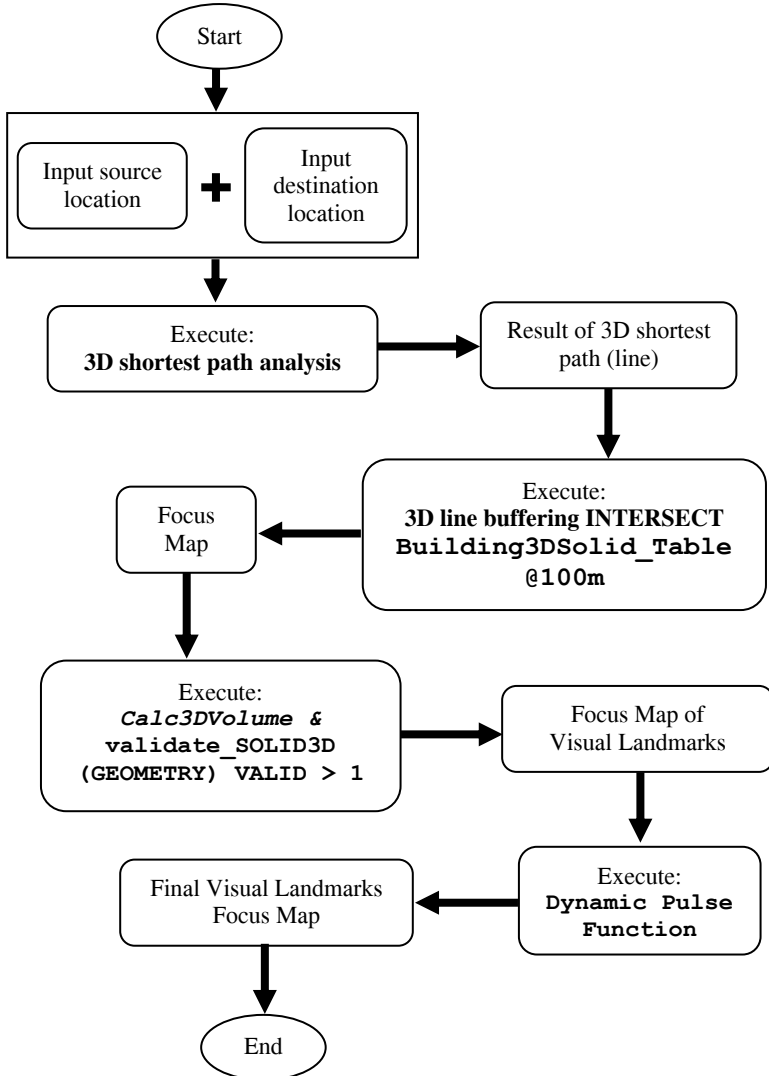 Start
Input source
location
+
Input
destination
location
Execute:
3D shortest path analysis
Result of 3D shortest
path (line)
Execute:
3D line buffering INTERSECT
Building3DSolid_Table
@100m
Focus
Map
Execute:
Calc3DVolume &
validate_SOLID3D
(GEOMETRY) VALID > 1
Focus Map of
Visual Landmarks
Execute:
Dynamic Pulse
Function
Final Visual Landmarks
Focus Map
End